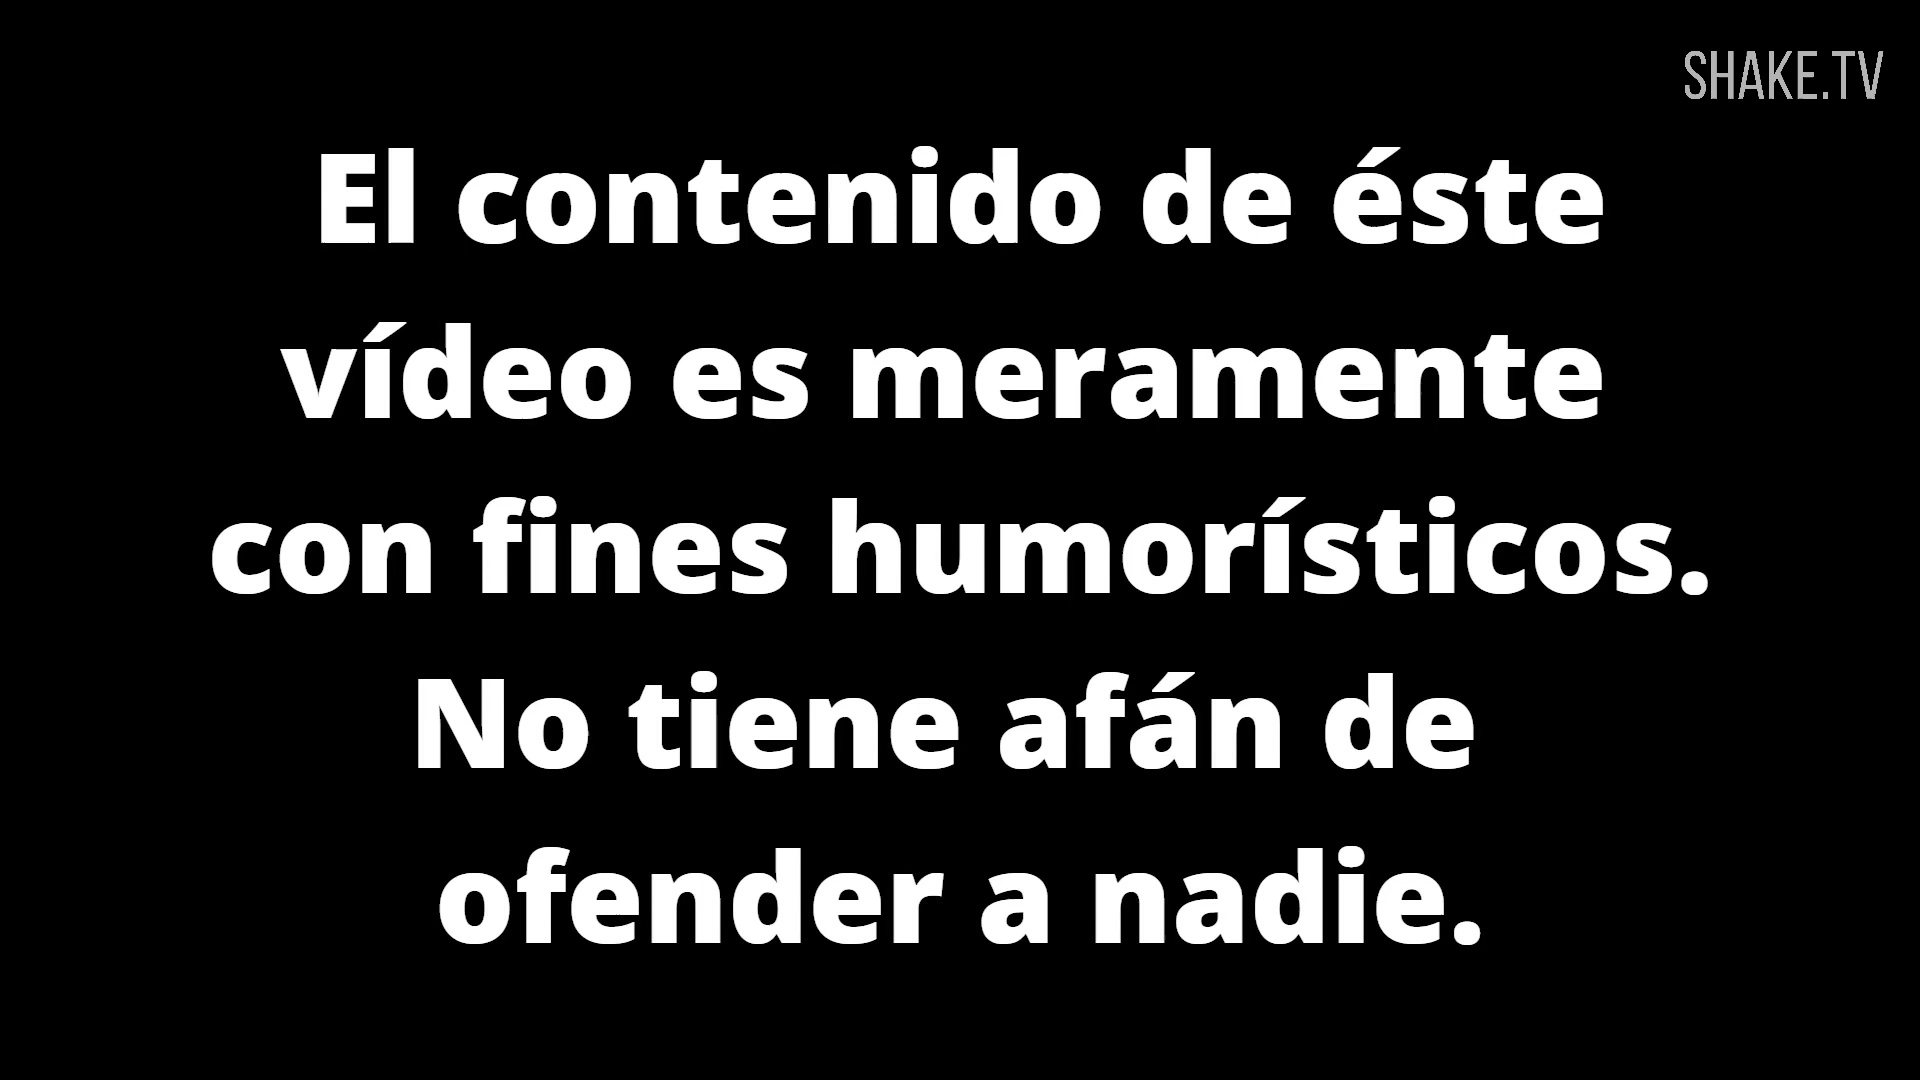 SHAKE.TV
El contenido de éste
vídeo es meramente
con fines humorísticos.
No tiene afán de
ofender a nadie.